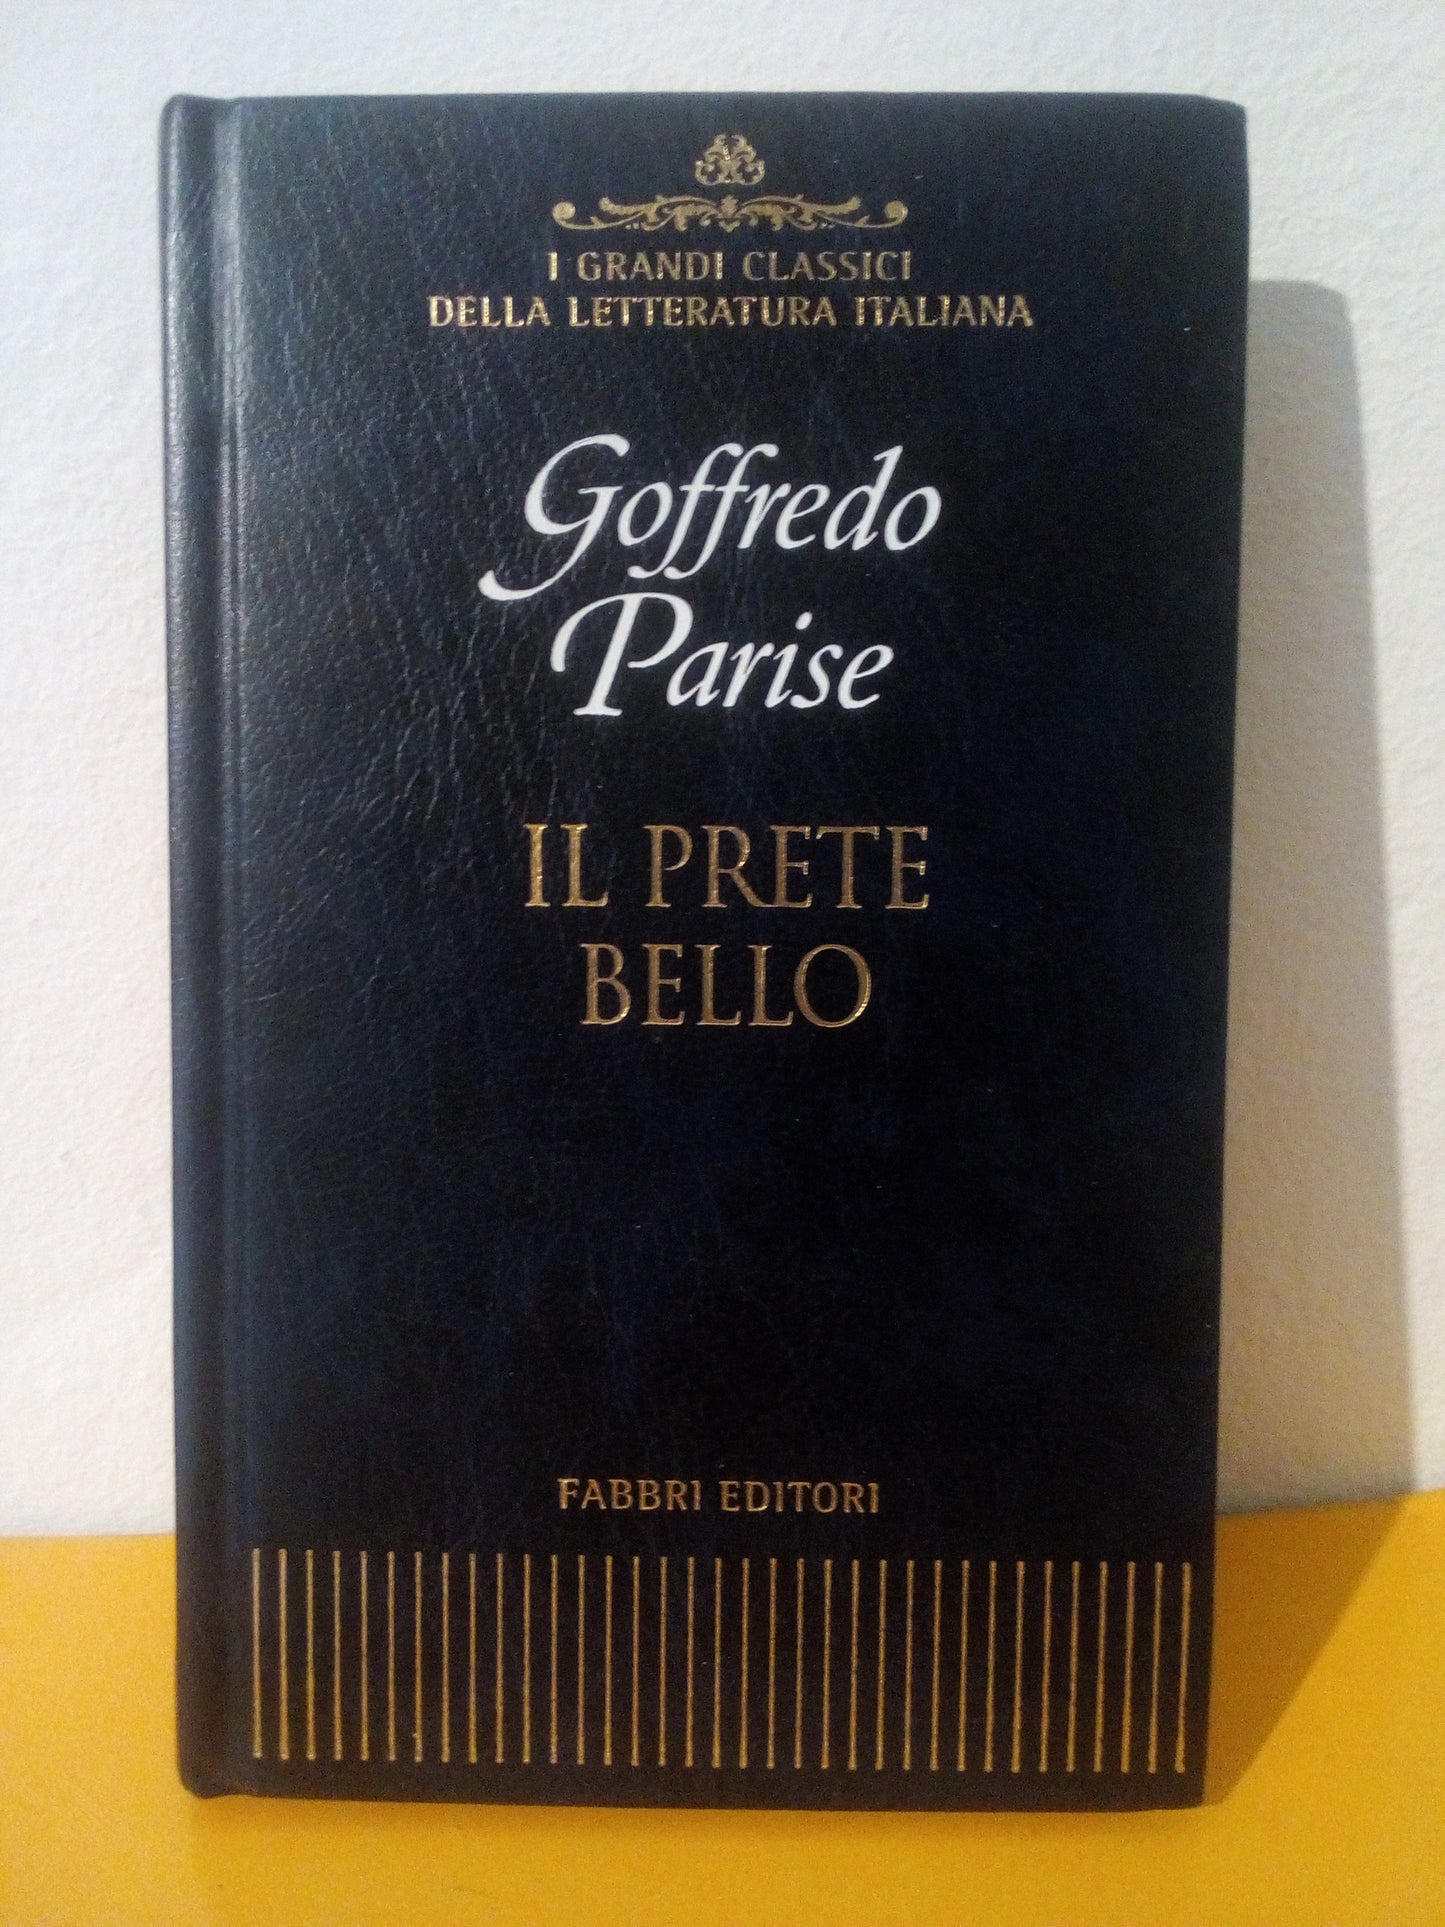 I GRANDI CLASSICI
DELLA LETTERATURA ITALIANA
Goffredo
Parise
IL PRETE
BELLO
FABBRI EDITORI